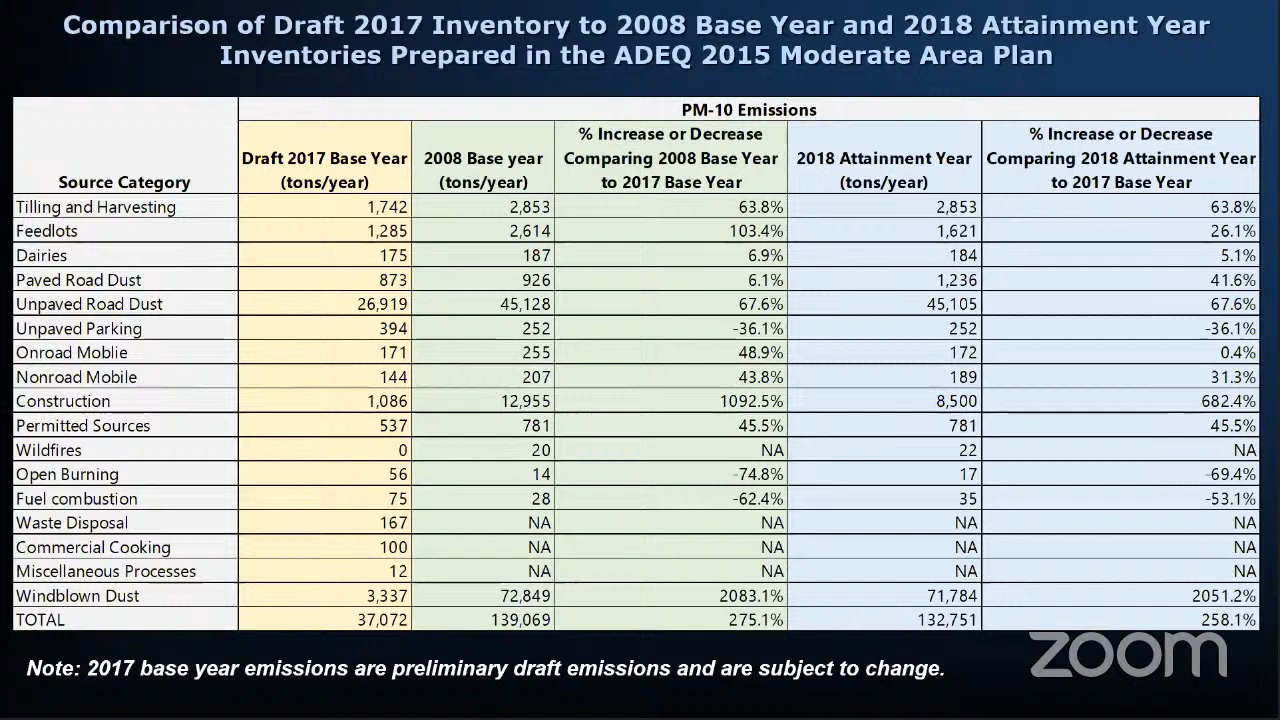 Comparison of Draft 2017 Inventory to 2008 Base Year and 2018 Attainment Year
Inventories Prepared in the ADEQ 2015 Moderate Area Plan
PM-10 Emissions
Source Category
Draft 2017 Base Year
(tons/year)
2008 Base year
(tons/year)
% Increase or Decrease
Comparing 2008 Base Year
to 2017 Base Year
2018 Attainment Year
(tons/year)
% Increase or Decrease
Comparing 2018 Attainment Year
to 2017 Base Year
Tilling and Harvesting 1,742 2,853 63.8% 2,853 63.8%
Feedlots 1,285 2,614 103.4% 1,621 26.1%
Dairies 175 187 6.9% 184 5.1%
Paved Road Dust 873 926 6.1% 1,236 41.6%
Unpaved Road Dust 26,919 45,128 67.6% 45,105 67.6%
Unpaved Parking 394 252 -36.1% 252 -36.1%
Onroad Moblie 171 255 48.9% 172 0.4%
Nonroad Mobile 144 207 43.8% 189 31.3%
Construction 1,086 12,955 1092.5% 8,500 682.4%
Permitted Sources 537 781 45.5% 781 45.5%
Wildfires 0 20 NA 22 NA
Open Burning 56 14 -74.8% 17 -69.4%
Fuel combustion 75 28 -62.4% 35 -53.1%
Waste Disposal 167 NA NA NA NA
Commercial Cooking 100 NA NA NA NA
Miscellaneous Processes 12 NA NA NA NA
Windblown Dust 3,337 72,849 2083.1% 71,784 2051.2%
TOTAL 37,072 139,069 275.1% 132,751 258.1%
Note: 2017 base year emissions are preliminary draft emissions and are subject to change.
zoom